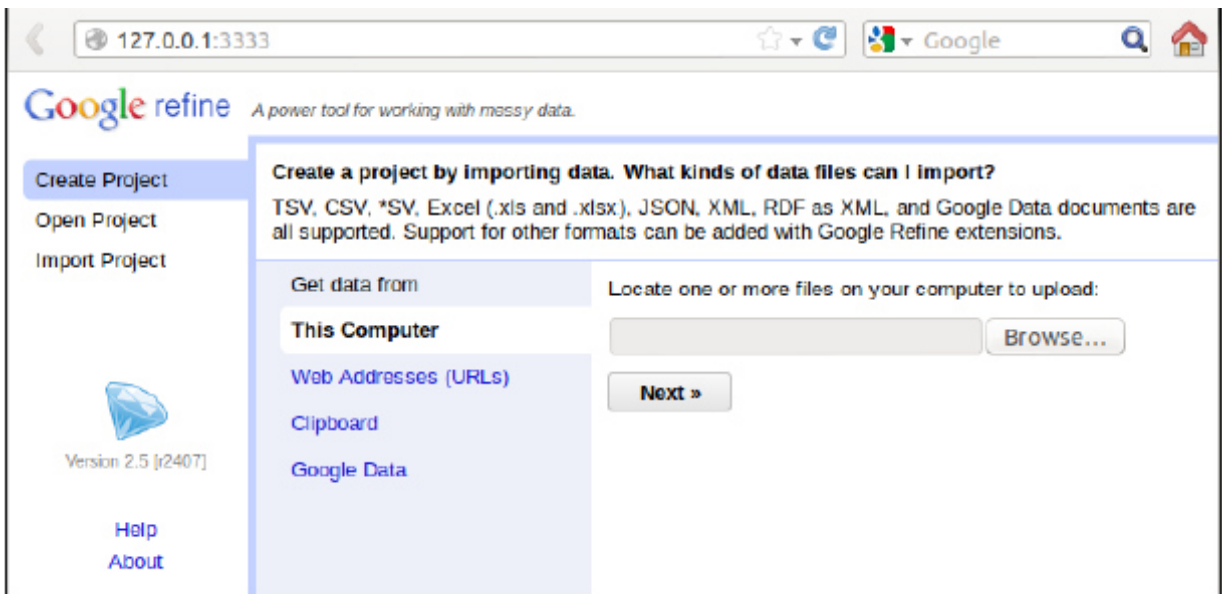 127.0.0.1:3333
Google
Google refine A power tool for working with messy data.
Create Project
Open Project
Import Project
Version 2.5 [r2407]
Help
About
Create a project by importing data. What kinds of data files can I import?
TSV, CSV, *SV, Excel (.xls and .xlsx), JSON, XML, RDF as XML, and Google Data documents are
all supported. Support for other formats can be added with Google Refine extensions.
Get data from
This Computer
Web Addresses (URLs)
Clipboard
Google Data
Locate one or more files on your computer to upload:
Browse...
Next »